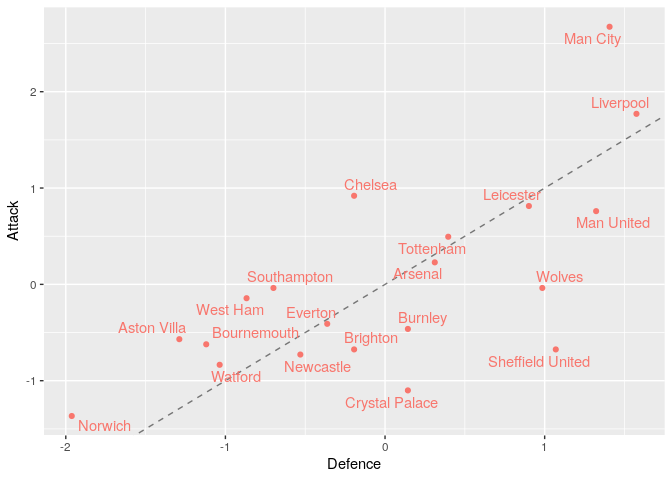 Man City
2
Liverpool
Chelsea
Leicester
1
Man United
Tottenham
Arsenal
Attack
0
Southampton
Wolves
West Ham
Everton
Burnley
Aston Villa
Bournemouth
Brighton
Sheffield United
Newcastle
Watford
-1
Crystal Palace
Norwich
-2 -1 0 1
Defence